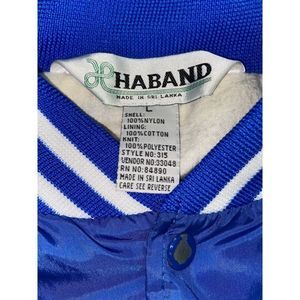 HABAND
MADE IN SRI LANKA
L
SHELL:
100%NYLON
LINING:
100%COTTON
KNIT:
100%POLYESTER
STYLE NO:315
VENDOR NO:33048
RN NO:84890
MADE IN SRI LANKA
CARE SEE REVERSE